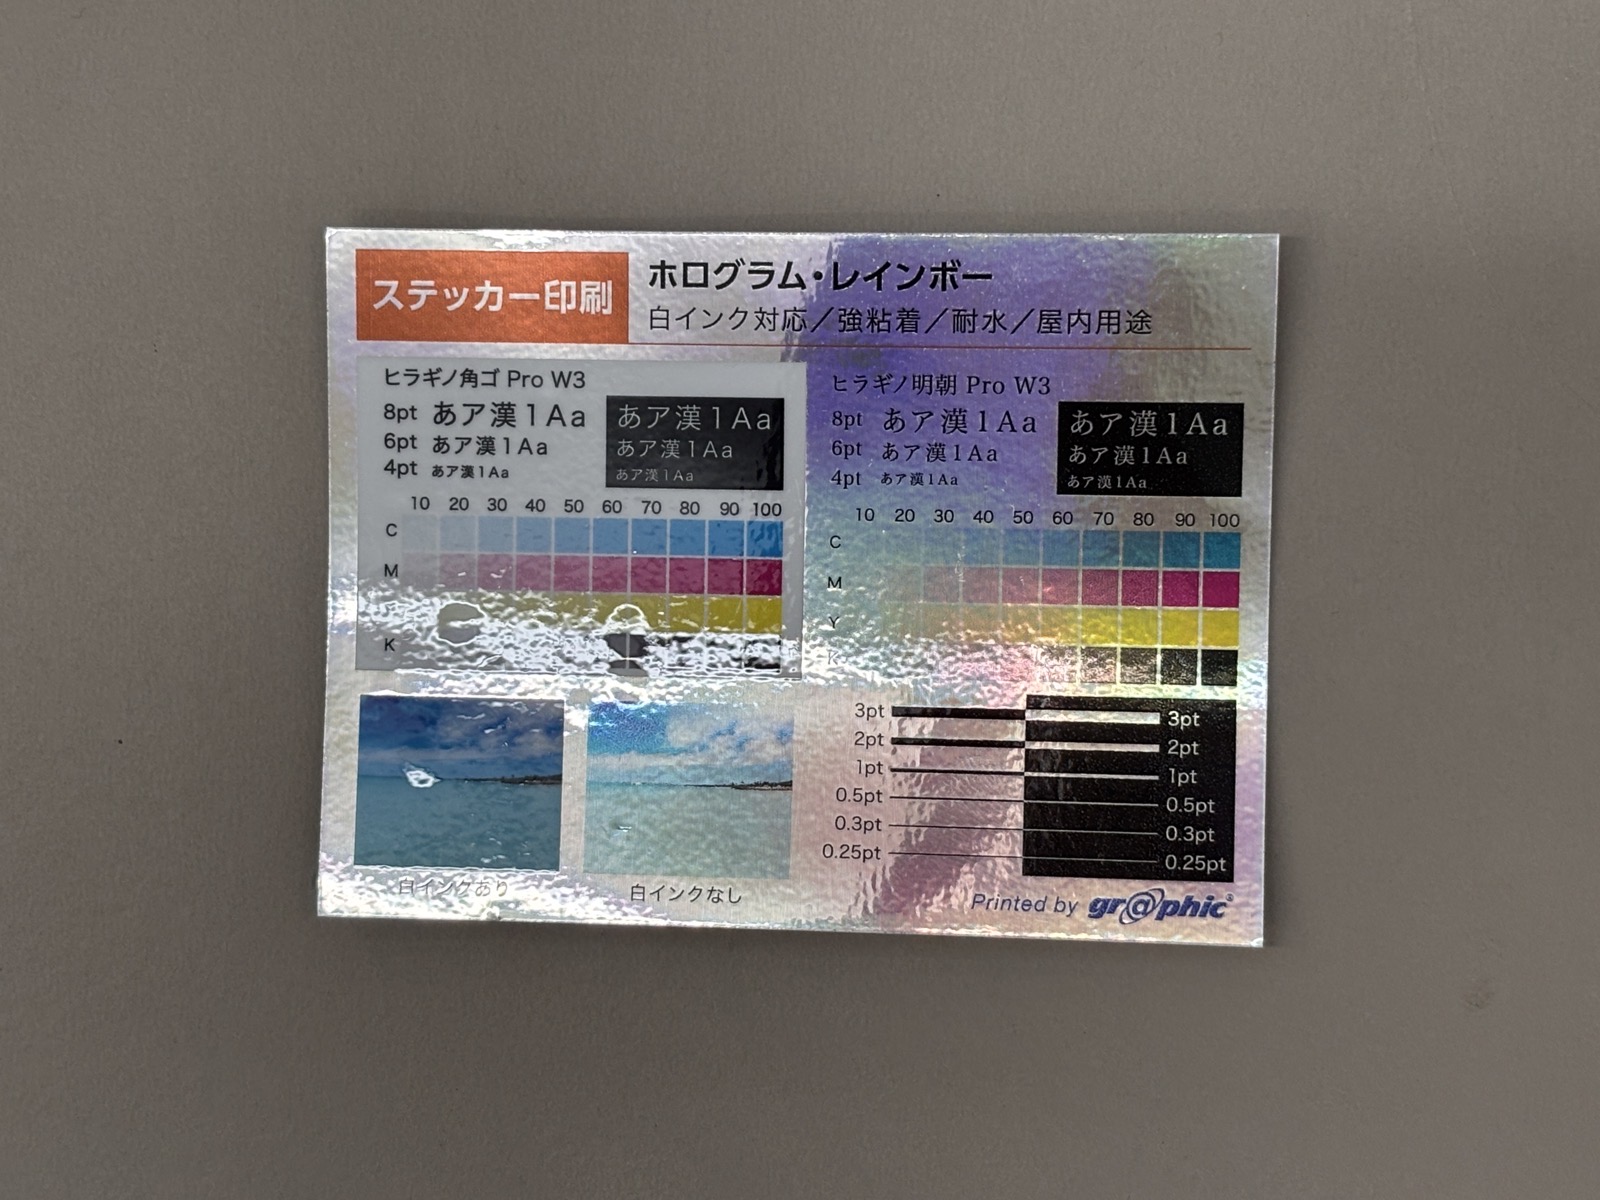 ステッカー印刷
ホログラム・レインボー
白インク対応／強粘着／耐水／屋内用途
ヒラギノ角ゴ Pro W3
8pt あア漢1Aa あア漢1Aa
6pt あア漢1Aa あア漢1Aa
4pt あア漢1Aa あア漢1Aa
10 20 30 40 50 60 70 80 90 100
C
M
K
ヒラギノ明朝 Pro W3
8pt あア漢1Aa あア漢1Aa
6pt あア漢1Aa あア漢1Aa
4pt あア漢1Aa あア漢1Aa
10 20 30 40 50 60 70 80 90 100
C
M
Y
K
白インクあり
白インクなし
3pt 3pt
2pt 2pt
1pt 1pt
0.5pt 0.5pt
0.3pt 0.3pt
0.25pt 0.25pt
Printed by gr@phic®